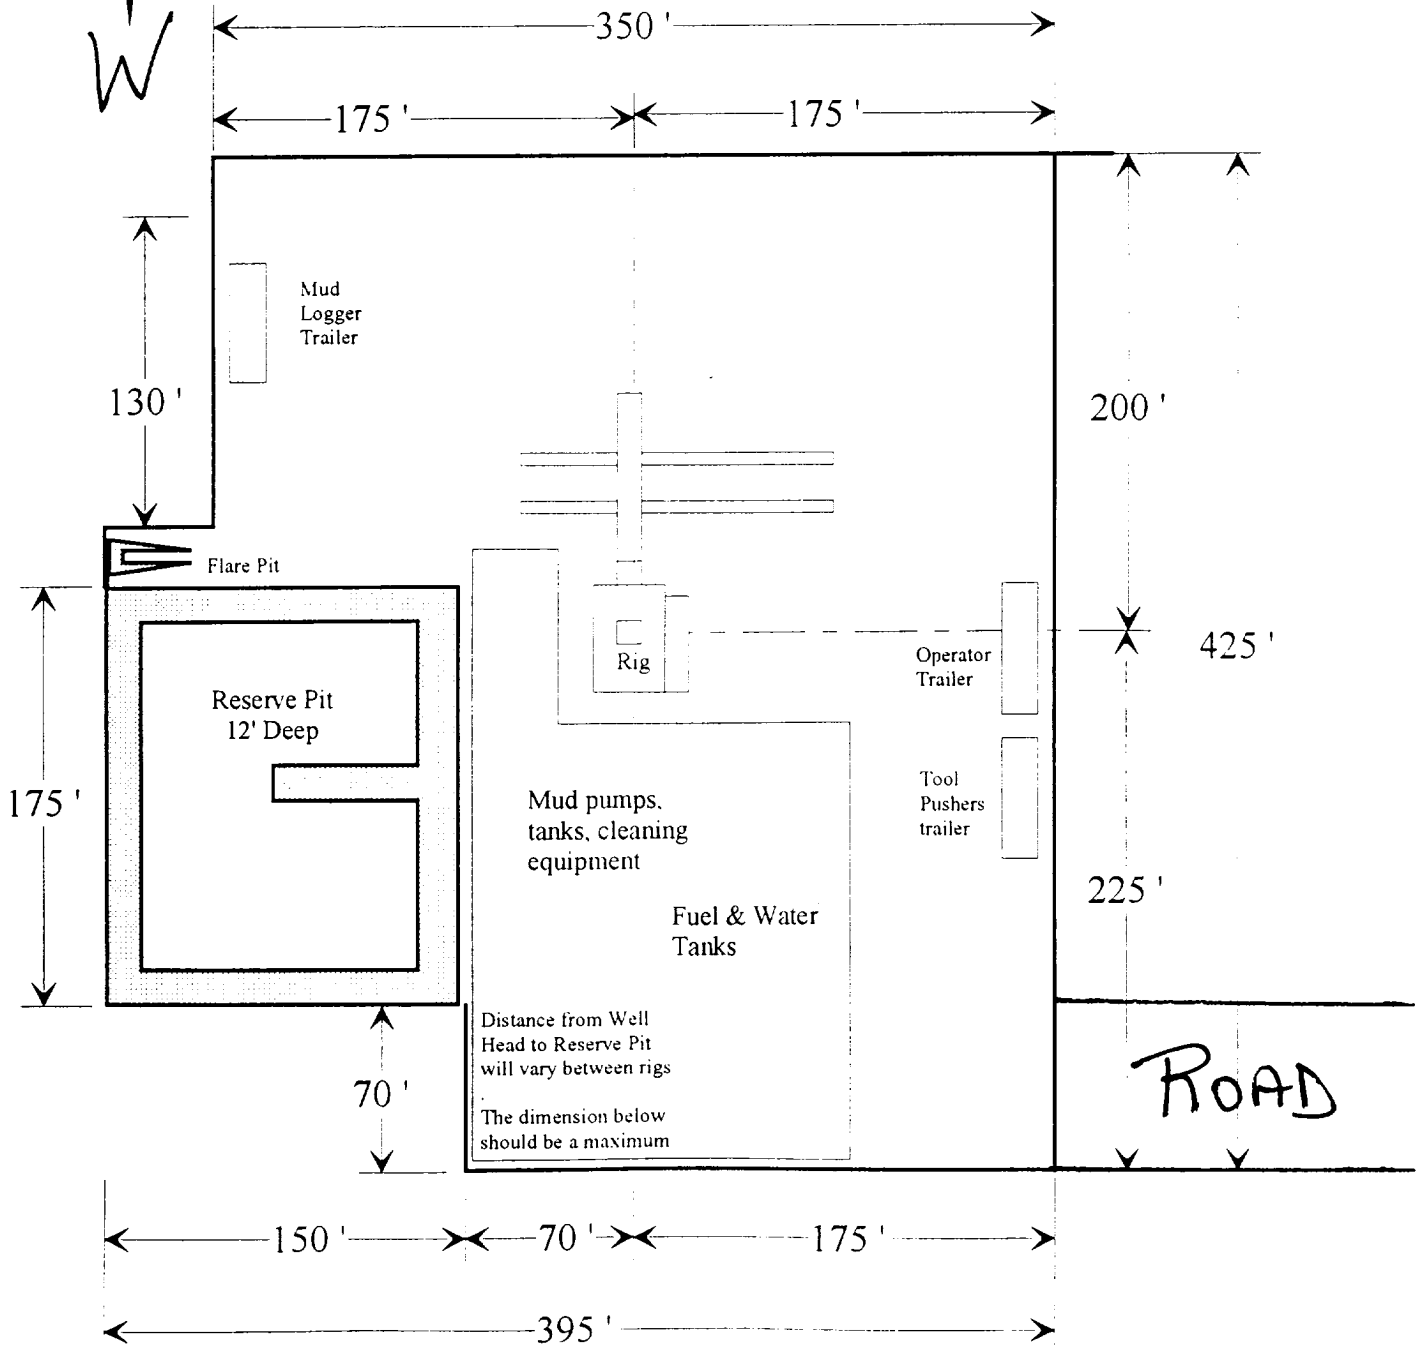 W
350 '
175 '
175 '
Mud
Logger
Trailer
130 '
200 '
Flare Pit
Rig
Operator
Trailer
425 '
Reserve Pit
12' Deep
175 '
Mud pumps,
tanks, cleaning
equipment
Tool
Pushers
trailer
225 '
Fuel & Water
Tanks
Distance from Well
Head to Reserve Pit
will vary between rigs
.
The dimension below
should be a maximum
70 '
ROAD
150 '
70 '
175 '
395 '